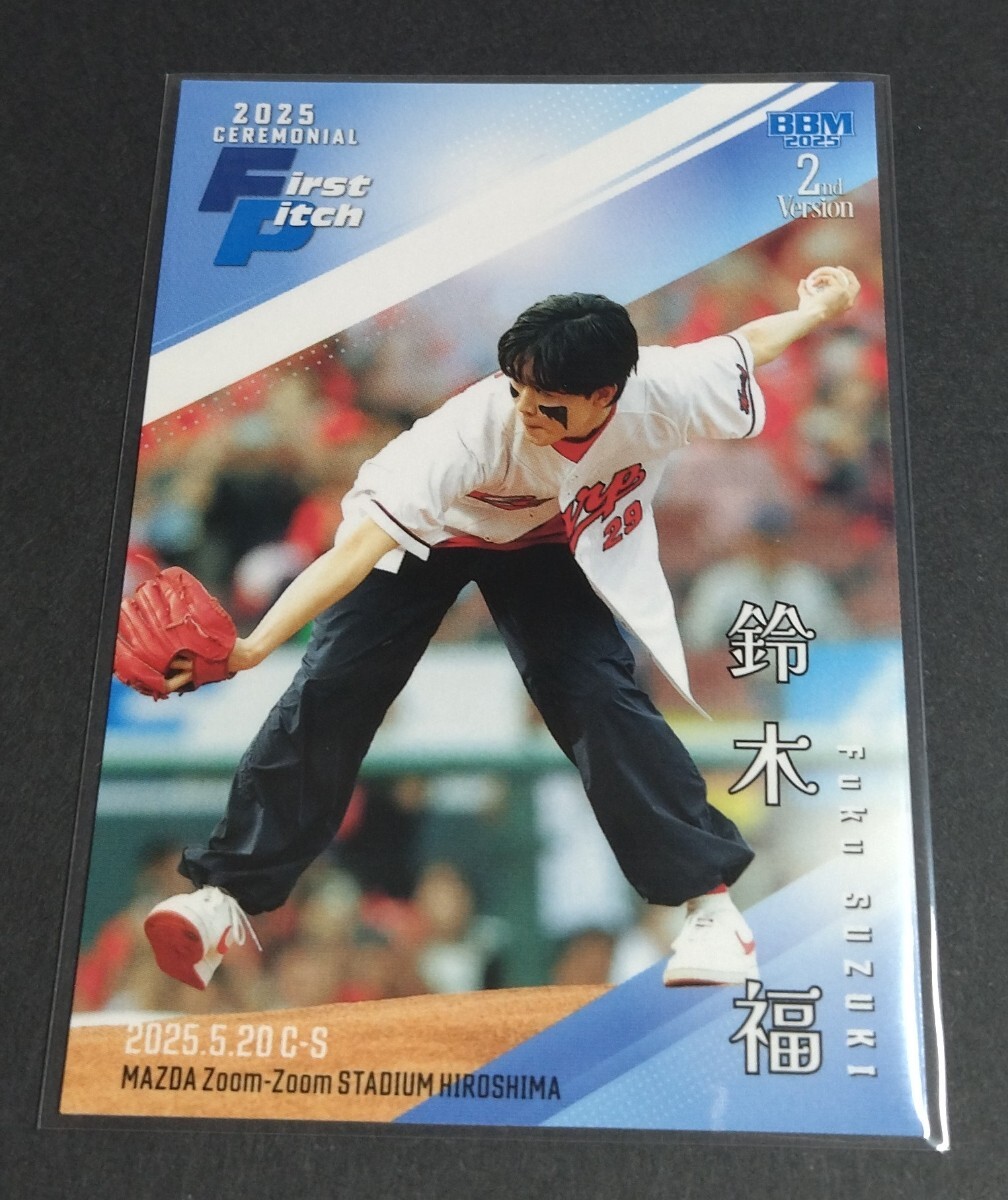 2025
CEREMONIAL
First
Pitch
BBM
2025
2nd
Version
rp
29
鈴木 福
Fuku SUZUKI
2025.5.20 C-S
MAZDA Zoom-Zoom STADIUM HIROSHIMA